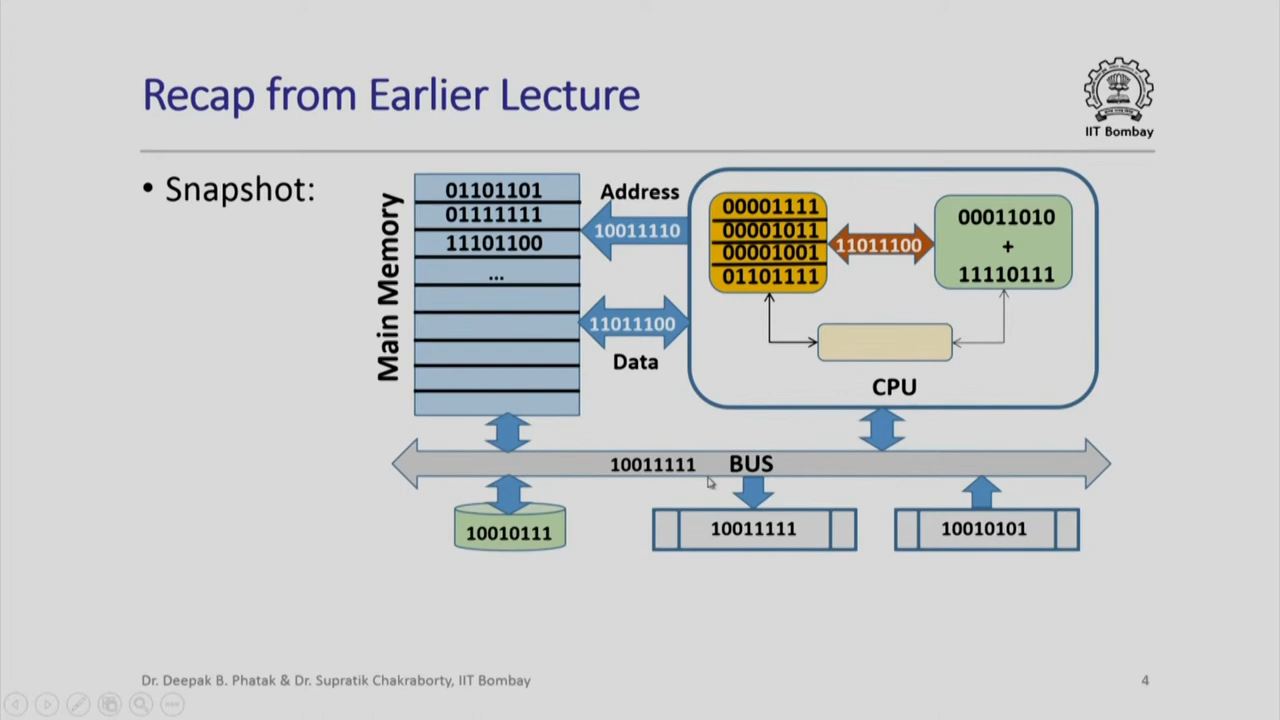 Recap from Earlier Lecture
IIT Bombay
• Snapshot:
Main Memory
01101101
01111111
11101100
...
Address
10011110
11011100
Data
00001111
00001011
00001001
01101111
11011100
00011010
+
11110111
CPU
10011111 BUS
10010111
10011111
10010101
Dr. Deepak B. Phatak & Dr. Supratik Chakraborty, IIT Bombay
4